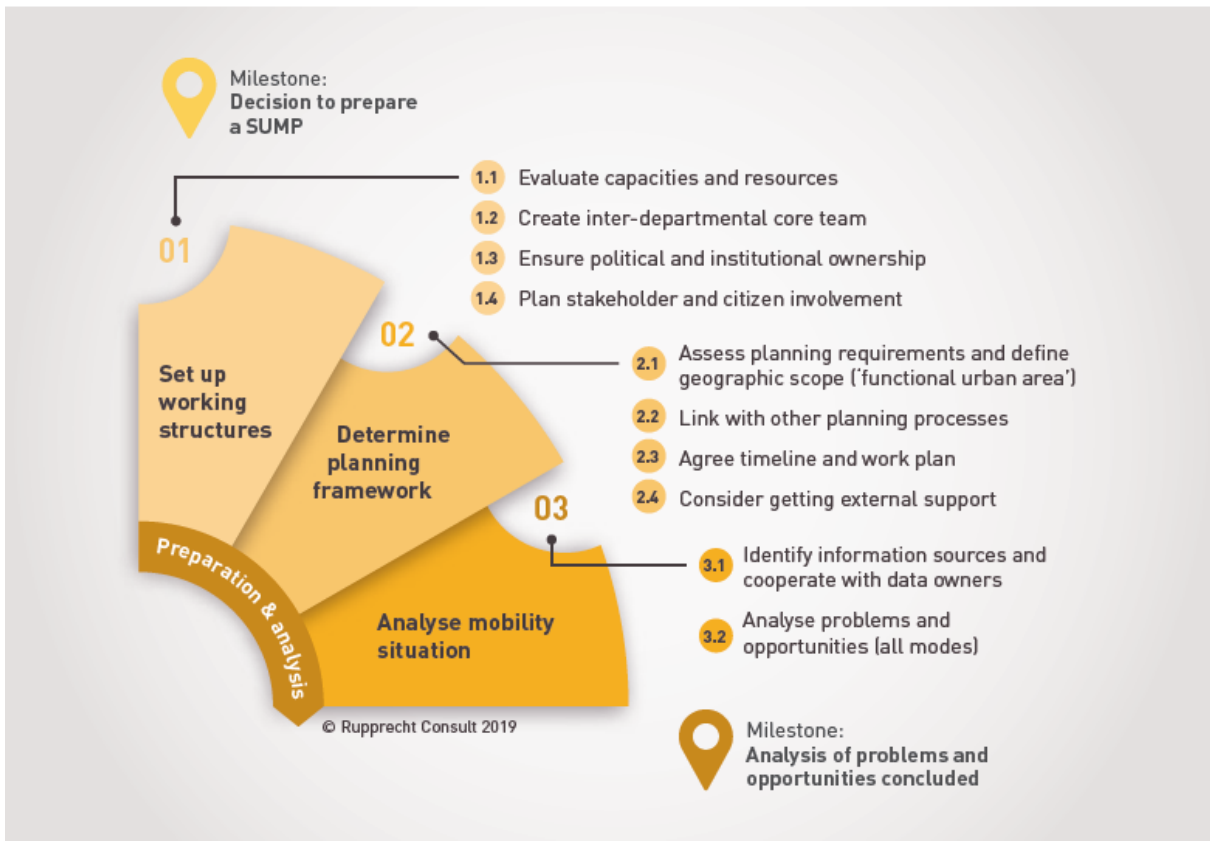 Milestone:
Decision to prepare
a SUMP
01
1.1 Evaluate capacities and resources
1.2 Create inter-departmental core team
1.3 Ensure political and institutional ownership
1.4 Plan stakeholder and citizen involvement
Set up
working
structures
02
2.1 Assess planning requirements and define
geographic scope (‘functional urban area’)
2.2 Link with other planning processes
2.3 Agree timeline and work plan
2.4 Consider getting external support
Determine
planning
framework
03
3.1 Identify information sources and
cooperate with data owners
3.2 Analyse problems and
opportunities (all modes)
Analyse mobility
situation
Preparation & analysis
© Rupprecht Consult 2019
Milestone:
Analysis of problems and
opportunities concluded